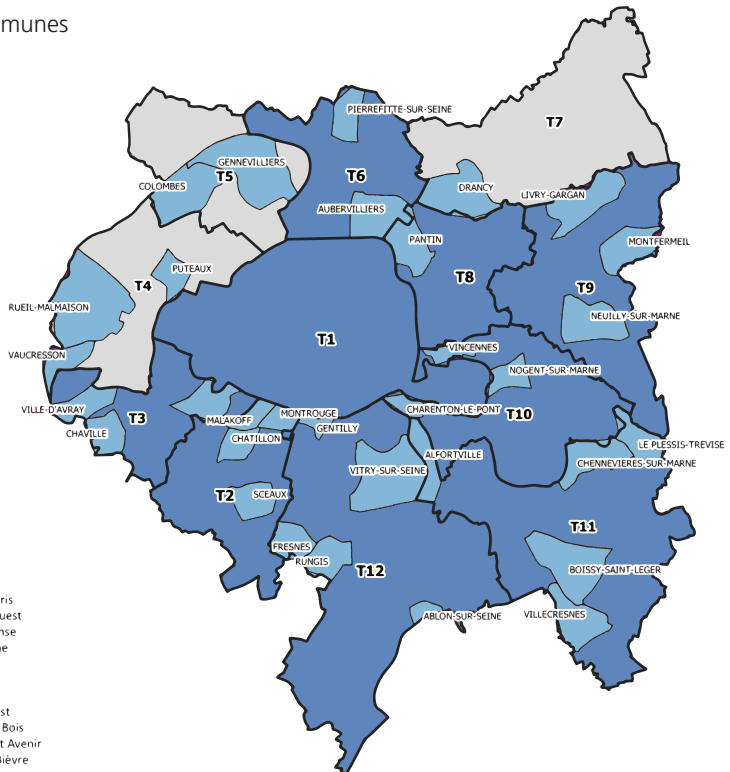 munes
PIERREFITTE-SUR-SEINE
T7
GENNEVILLIERS
T5
T6
COLOMBES
DRANCY
LIVRY-GARGAN
AUBERVILLIERS
PANTIN
MONTFERMEIL
PUTEAUX
T4
T8
T9
RUEIL-MALMAISON
NEUILLY-SUR-MARNE
T1
VAUCRESSON
VINCENNES
NOGENT-SUR-MARNE
VILLE-D'AVRAY
T3
MALAKOFF
MONTROUGE
CHARENTON-LE-PONT
T10
CHAVILLE
CHATILLON
GENTILLY
LE PLESSIS-TREVISE
ALFORTVILLE
CHENNEVIERES-SUR-MARNE
VITRY-SUR-SEINE
T2
SCEAUX
T11
FRESNES
RUNGIS
T12
BOISSY-SAINT-LEGER
ABLON-SUR-SEINE
VILLECRESNES
ris
uest
nse
ne
st
Bois
t Avenir
Bièvre